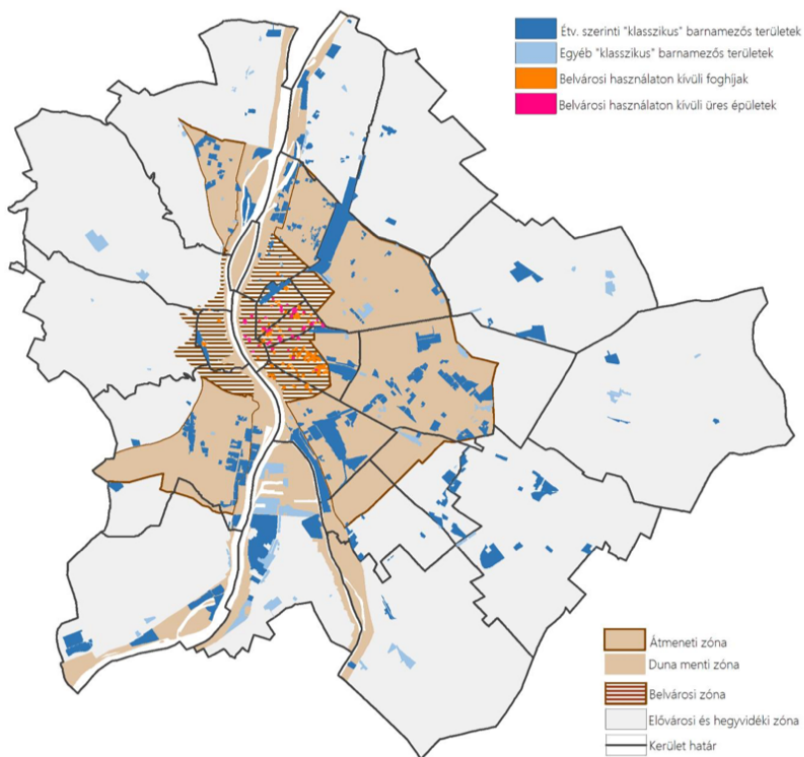 Étv. szerinti "klasszikus" barnamezős területek
Egyéb "klasszikus" barnamezős területek
Belvárosi használaton kívüli foghíjak
Belvárosi használaton kívüli üres épületek
Átmeneti zóna
Duna menti zóna
Belvárosi zóna
Elővárosi és hegyvidéki zóna
Kerület határ